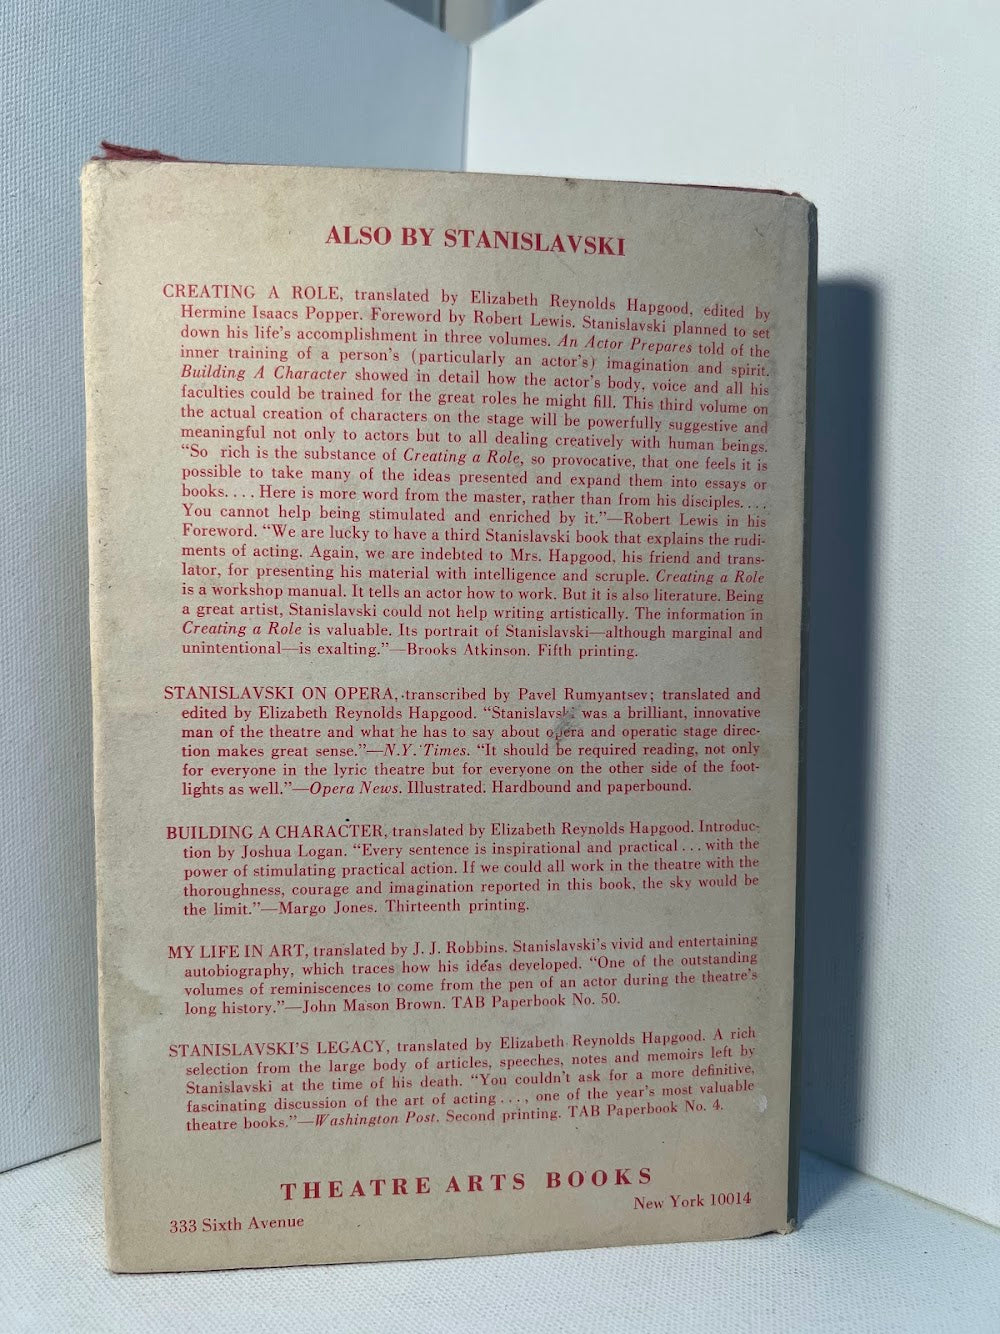 ALSO BY STANISLAVSKI
CREATING A ROLE, translated by Elizabeth Reynolds Hapgood, edited by
Hermine Isaacs Popper. Foreword by Robert Lewis. Stanislavski planned to set
down his life's accomplishment in three volumes. An Actor Prepares told of the
inner training of a person's (particularly an actor's) imagination and spirit.
Building A Character showed in detail how the actor's body, voice and all his
faculties could be trained for the great roles he might fill. This third volume on
the actual creation of characters on the stage will be powerfully suggestive and
meaningful not only to actors but to all dealing creatively with human beings.
“So rich is the substance of Creating a Role, so provocative, that one feels it is
possible to take many of the ideas presented and expand them into essays or
books.... Here is more word from the master, rather than from his disciples....
You cannot help being stimulated and enriched by it.”—Robert Lewis in his
Foreword. “We are lucky to have a third Stanislavski book that explains the rudi-
ments of acting. Again, we are indebted to Mrs. Hapgood, his friend and trans-
lator, for presenting his material with intelligence and scruple. Creating a Role
is a workshop manual. It tells an actor how to work. But it is also literature. Being
a great artist, Stanislavski could not help writing artistically. The information in
Creating a Role is valuable. Its portrait of Stanislavski—although marginal and
unintentional—is exalting.”—Brooks Atkinson. Fifth printing.
STANISLAVSKI ON OPERA, transcribed by Pavel Rumyantsev; translated and
edited by Elizabeth Reynolds Hapgood. “Stanislavski was a brilliant, innovative
man of the theatre and what he has to say about opera and operatic stage direc-
tion makes great sense.”—N.Y. Times. “It should be required reading, not only
for everyone in the lyric theatre but for everyone on the other side of the foot-
lights as well.”—Opera News. Illustrated. Hardbound and paperbound.
BUILDING A CHARACTER, translated by Elizabeth Reynolds Hapgood. Introduc-
tion by Joshua Logan. “Every sentence is inspirational and practical ... with the
power of stimulating practical action. If we could all work in the theatre with the
thoroughness, courage and imagination reported in this book, the sky would be
the limit.”—Margo Jones. Thirteenth printing.
MY LIFE IN ART, translated by J. J. Robbins. Stanislavski's vivid and entertaining
autobiography, which traces how his ideas developed. “One of the outstanding
volumes of reminiscences to come from the pen of an actor during the theatre's
long history.”—John Mason Brown. TAB Paperbook No. 50.
STANISLAVSKI'S LEGACY, translated by Elizabeth Reynolds Hapgood. A rich
selection from the large body of articles, speeches, notes and memoirs left by
Stanislavski at the time of his death. “You couldn't ask for a more definitive,
fascinating discussion of the art of acting ..., one of the year's most valuable
theatre books.”—Washington Post. Second printing. TAB Paperbook No. 4.
THEATRE ARTS BOOKS
333 Sixth Avenue New York 10014